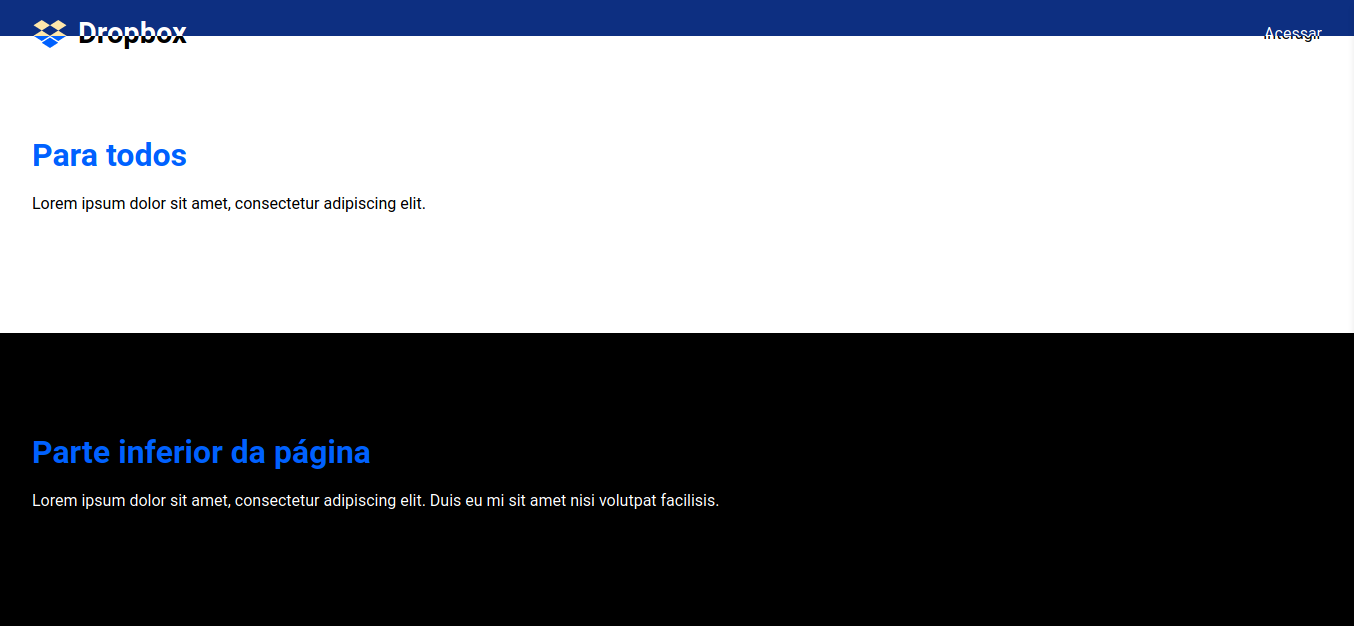 Dropbox
Acessar
Para todos
Lorem ipsum dolor sit amet, consectetur adipiscing elit.
Parte inferior da página
Lorem ipsum dolor sit amet, consectetur adipiscing elit. Duis eu mi sit amet nisi volutpat facilisis.